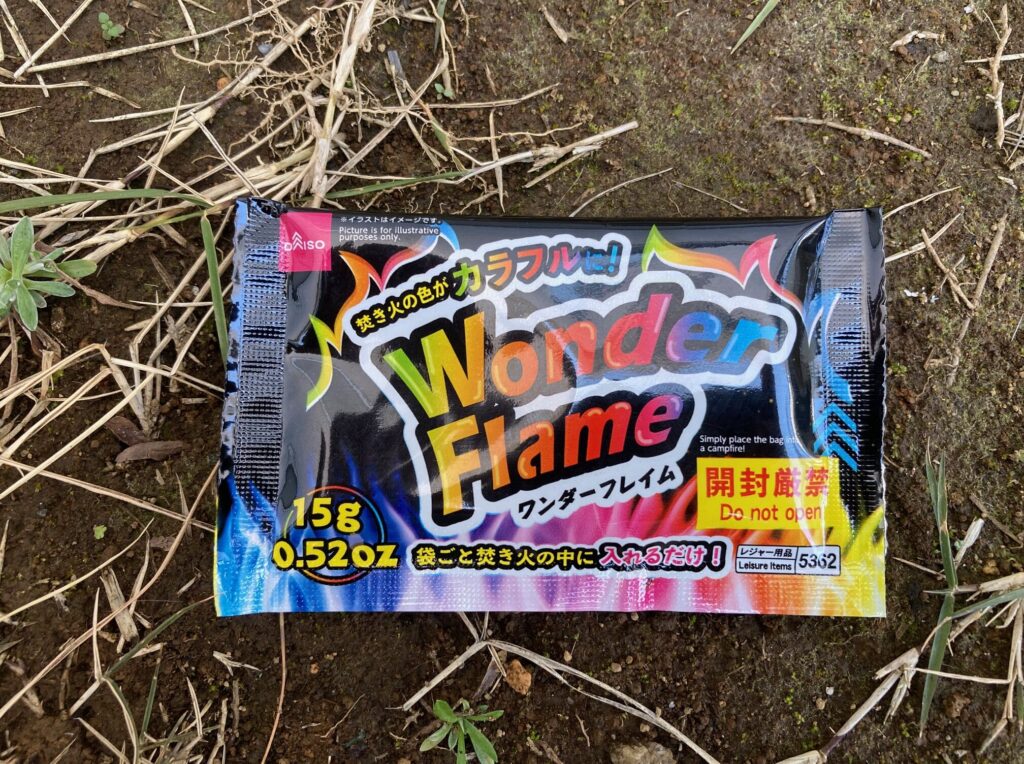 DAISO
※イラストはイメージです。
Picture is for illustrative
purposes only.
焚き火の色がカラフルに!
Wonder
Flame
ワンダーフレイム
Simply place the bag into
a campfire!
開封厳禁
Do not open
15g
0.52oz
袋ごと焚き火の中に入れるだけ!
レジャー用品
Leisure Items
5362